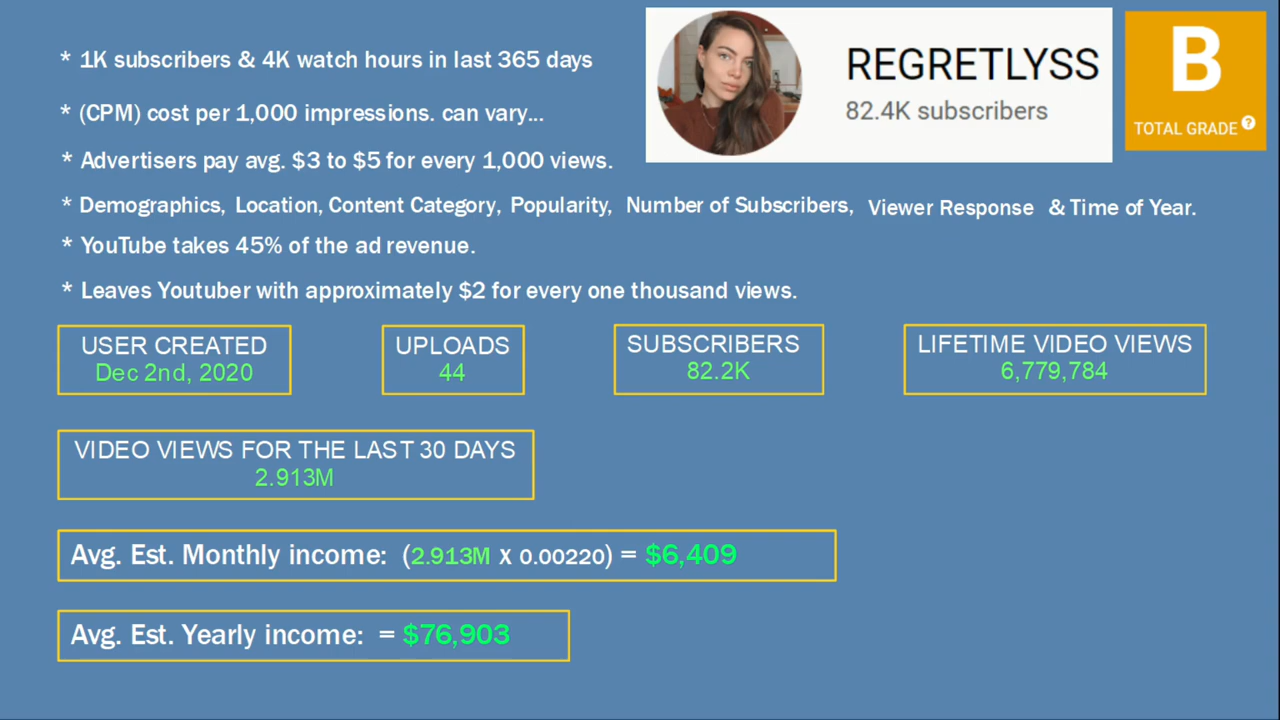 * 1K subscribers & 4K watch hours in last 365 days
* (CPM) cost per 1,000 impressions. can vary...
* Advertisers pay avg. $3 to $5 for every 1,000 views.
REGRETLYSS
82.4K subscribers
B
TOTAL GRADE ?
* Demographics, Location, Content Category, Popularity, Number of Subscribers, Viewer Response & Time of Year.
* YouTube takes 45% of the ad revenue.
* Leaves Youtuber with approximately $2 for every one thousand views.
USER CREATED
Dec 2nd, 2020
UPLOADS
44
SUBSCRIBERS
82.2K
LIFETIME VIDEO VIEWS
6,779,784
VIDEO VIEWS FOR THE LAST 30 DAYS
2.913M
Avg. Est. Monthly income: (2.913M X 0.00220) = $6,409
Avg. Est. Yearly income: = $76,903